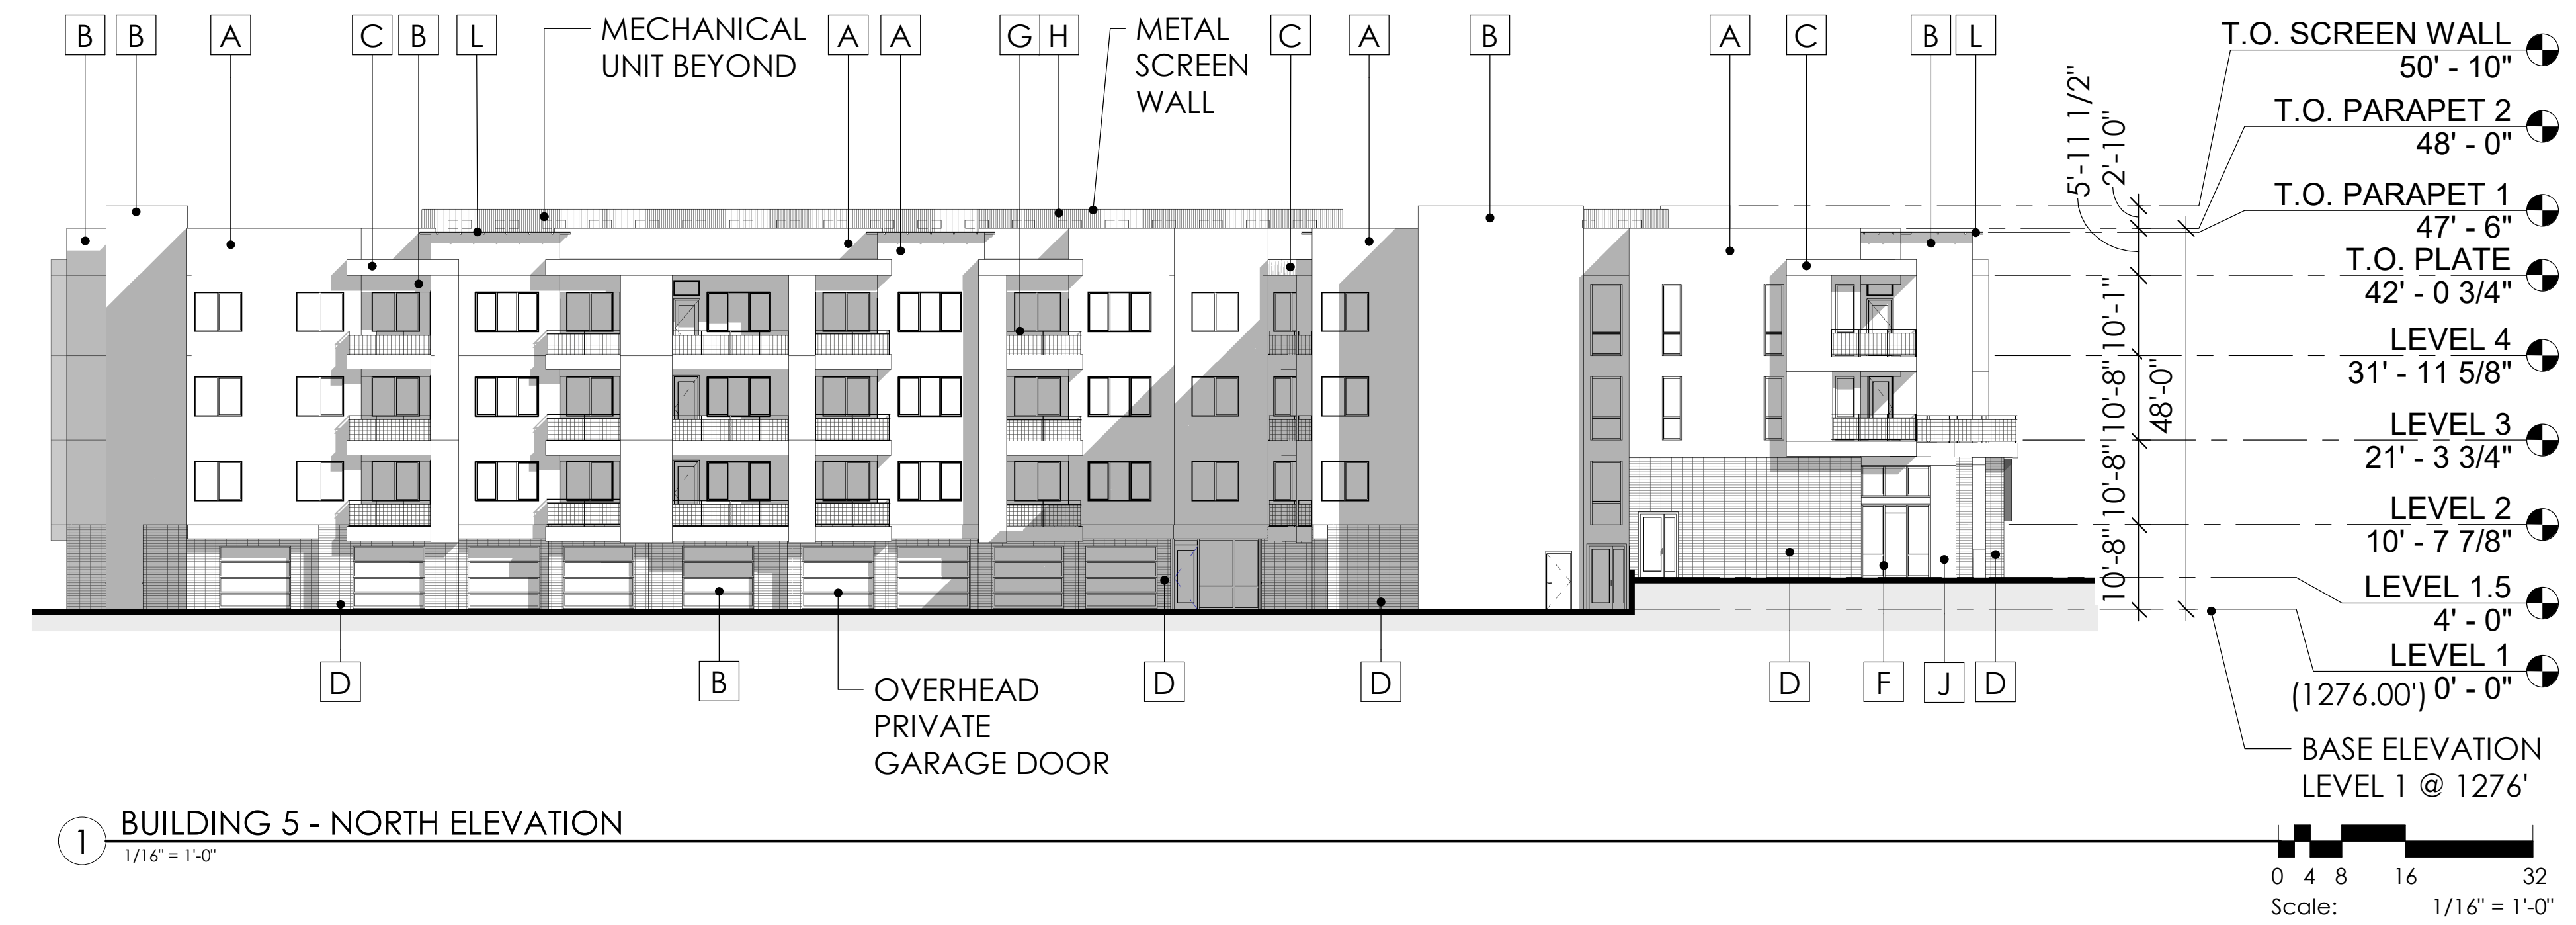 B B A C B L
MECHANICAL
UNIT BEYOND
A A G H
METAL
SCREEN
WALL
C A B A C B L
T.O. SCREEN WALL
50' - 10"
T.O. PARAPET 2
48' - 0"
T.O. PARAPET 1
47' - 6"
T.O. PLATE
42' - 0 3/4"
LEVEL 4
31' - 11 5/8"
LEVEL 3
21' - 3 3/4"
LEVEL 2
10' - 7 7/8"
LEVEL 1.5
4' - 0"
LEVEL 1
(1276.00') 0' - 0"
5'-11 1/2"
2'-10"
10'-1"
10'-8"
10'-8"
10'-8"
48'-0"
D B
OVERHEAD
PRIVATE
GARAGE DOOR
D D D F J D
BASE ELEVATION
LEVEL 1 @ 1276'
1 BUILDING 5 - NORTH ELEVATION
1/16" = 1'-0"
0 4 8 16 32
Scale: 1/16" = 1'-0"